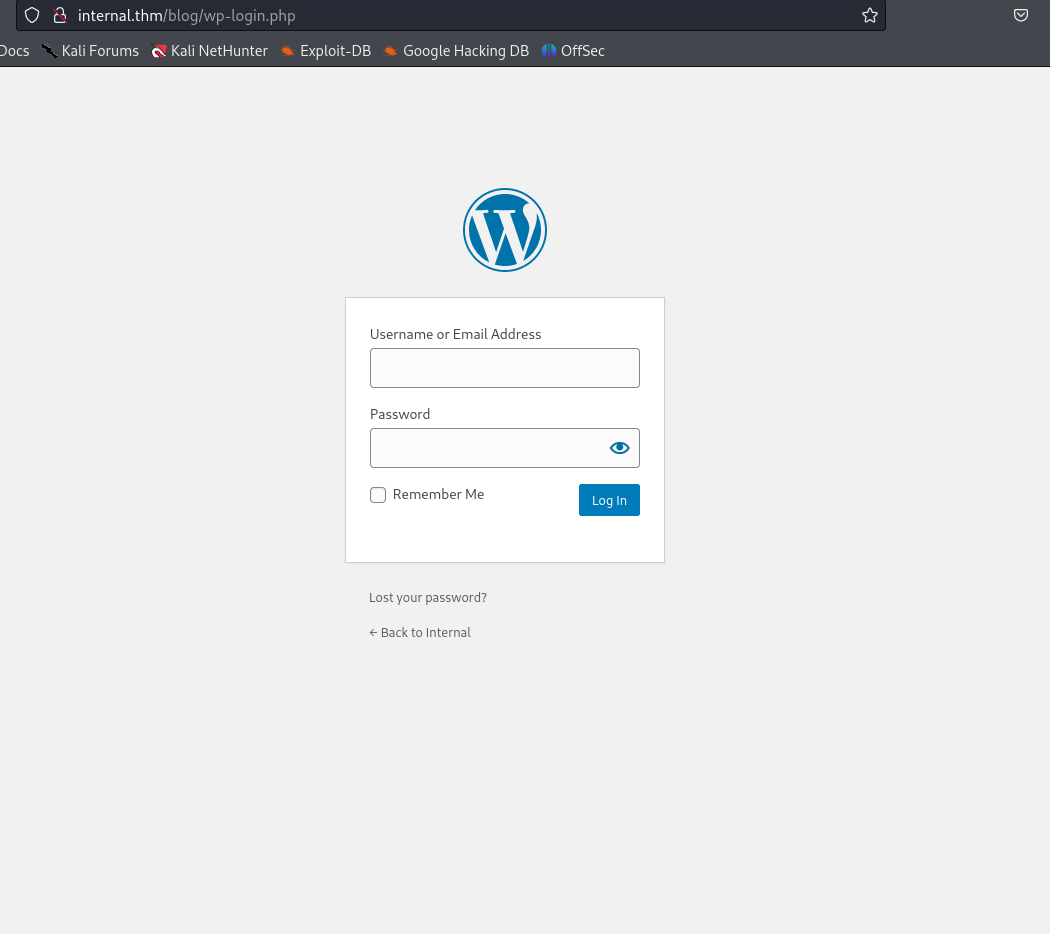 internal.thm/blog/wp-login.php
Docs Kali Forums Kali NetHunter Exploit-DB Google Hacking DB OffSec
Username or Email Address
Password
Remember Me Log In
Lost your password?
← Back to Internal